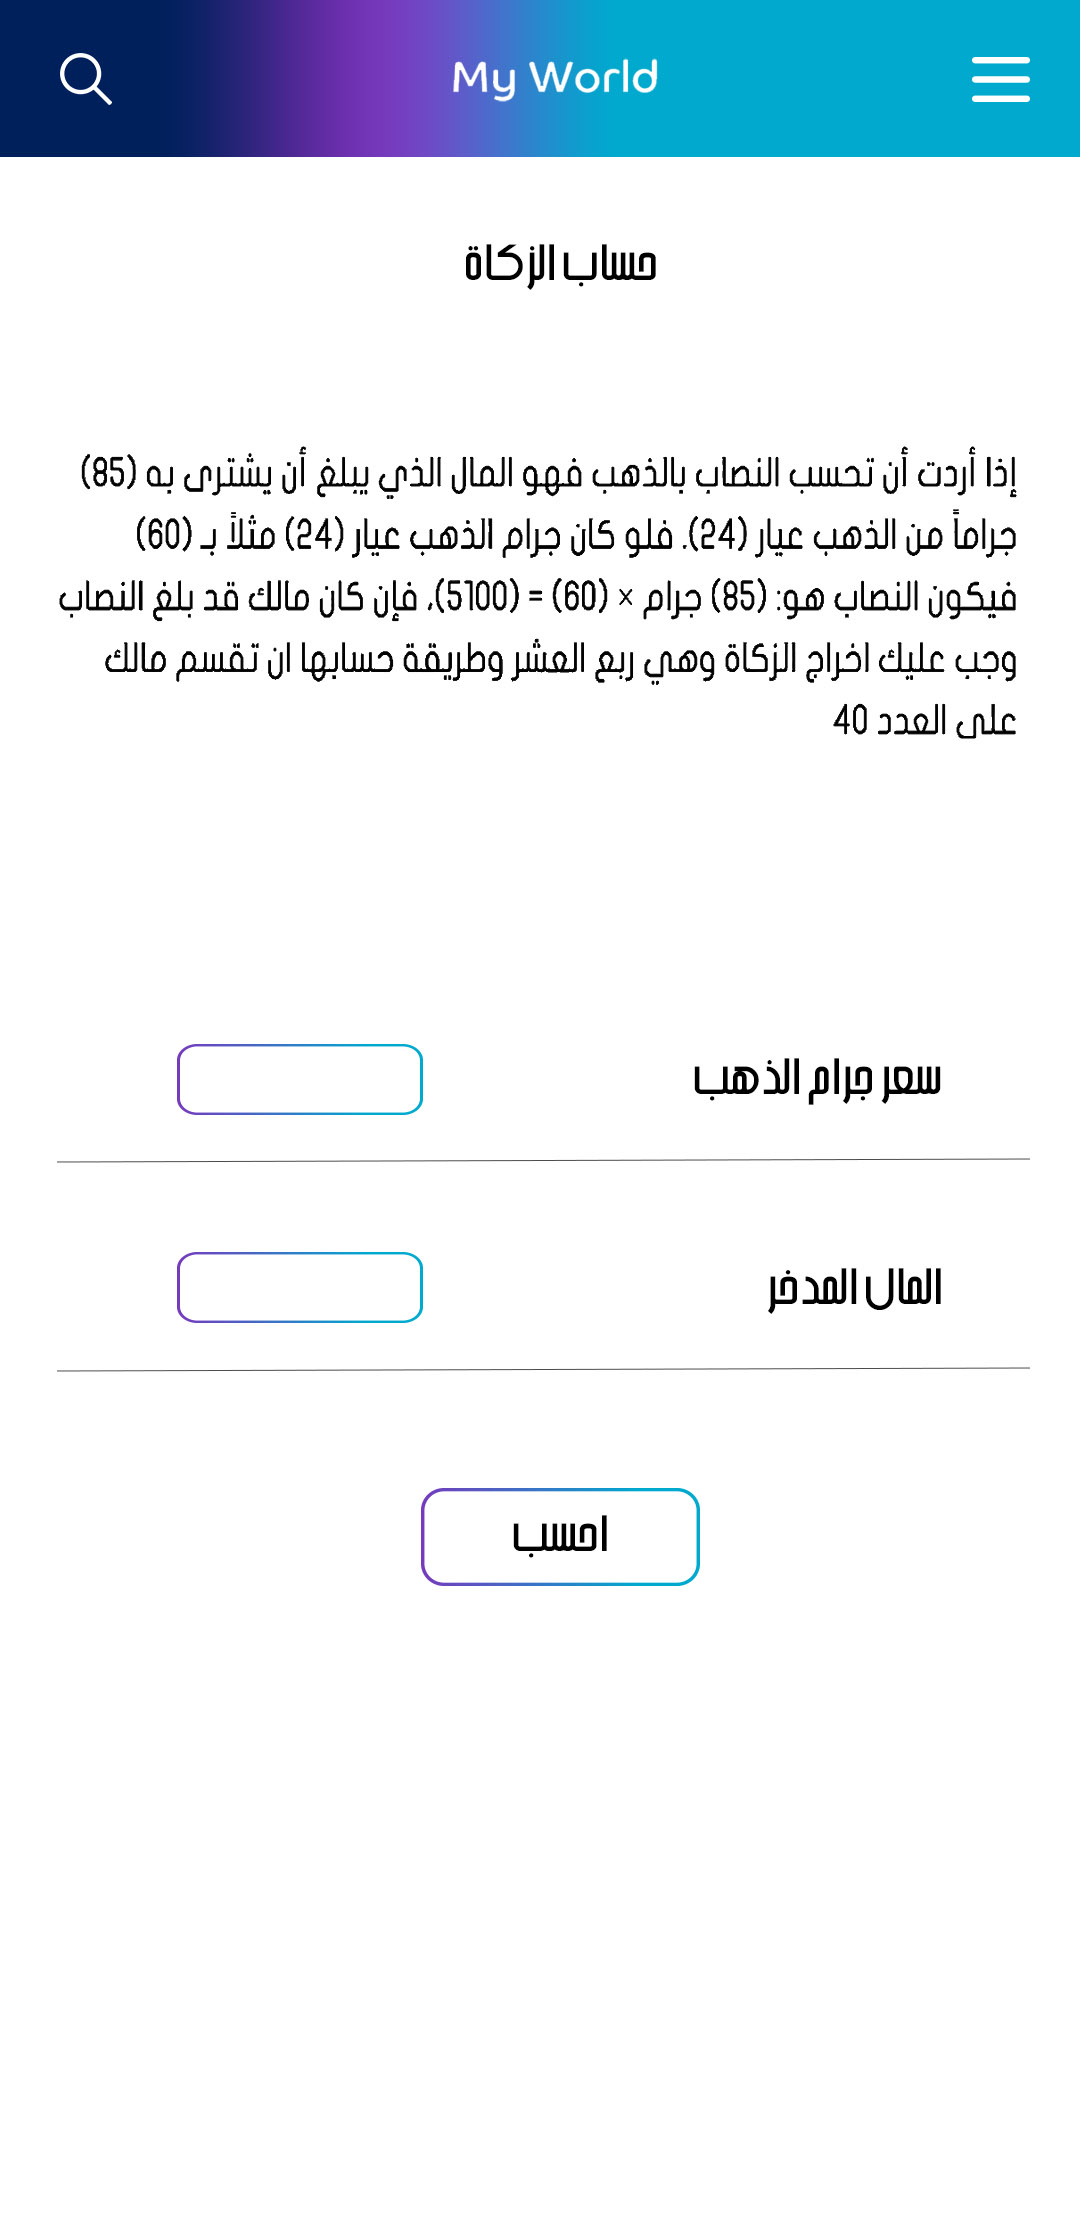 My World
حساب الزكاة
إذا أردت أن تحسب النصاب بالذهب فهو المال الذي يبلغ أن يشترى به (85)
جراماً من الذهب عيار (24). فلو كان جرام الذهب عيار (24) مثلاً بـ (60)
فيكون النصاب هو: (85) جرام × (60) = (5100)، فإن كان مالك قد بلغ النصاب
وجب عليك اخراج الزكاة وهي ربع العشر وطريقة حسابها ان تقسم مالك
على العدد 40
سعر جرام الذهب
المال المدخر
احسب